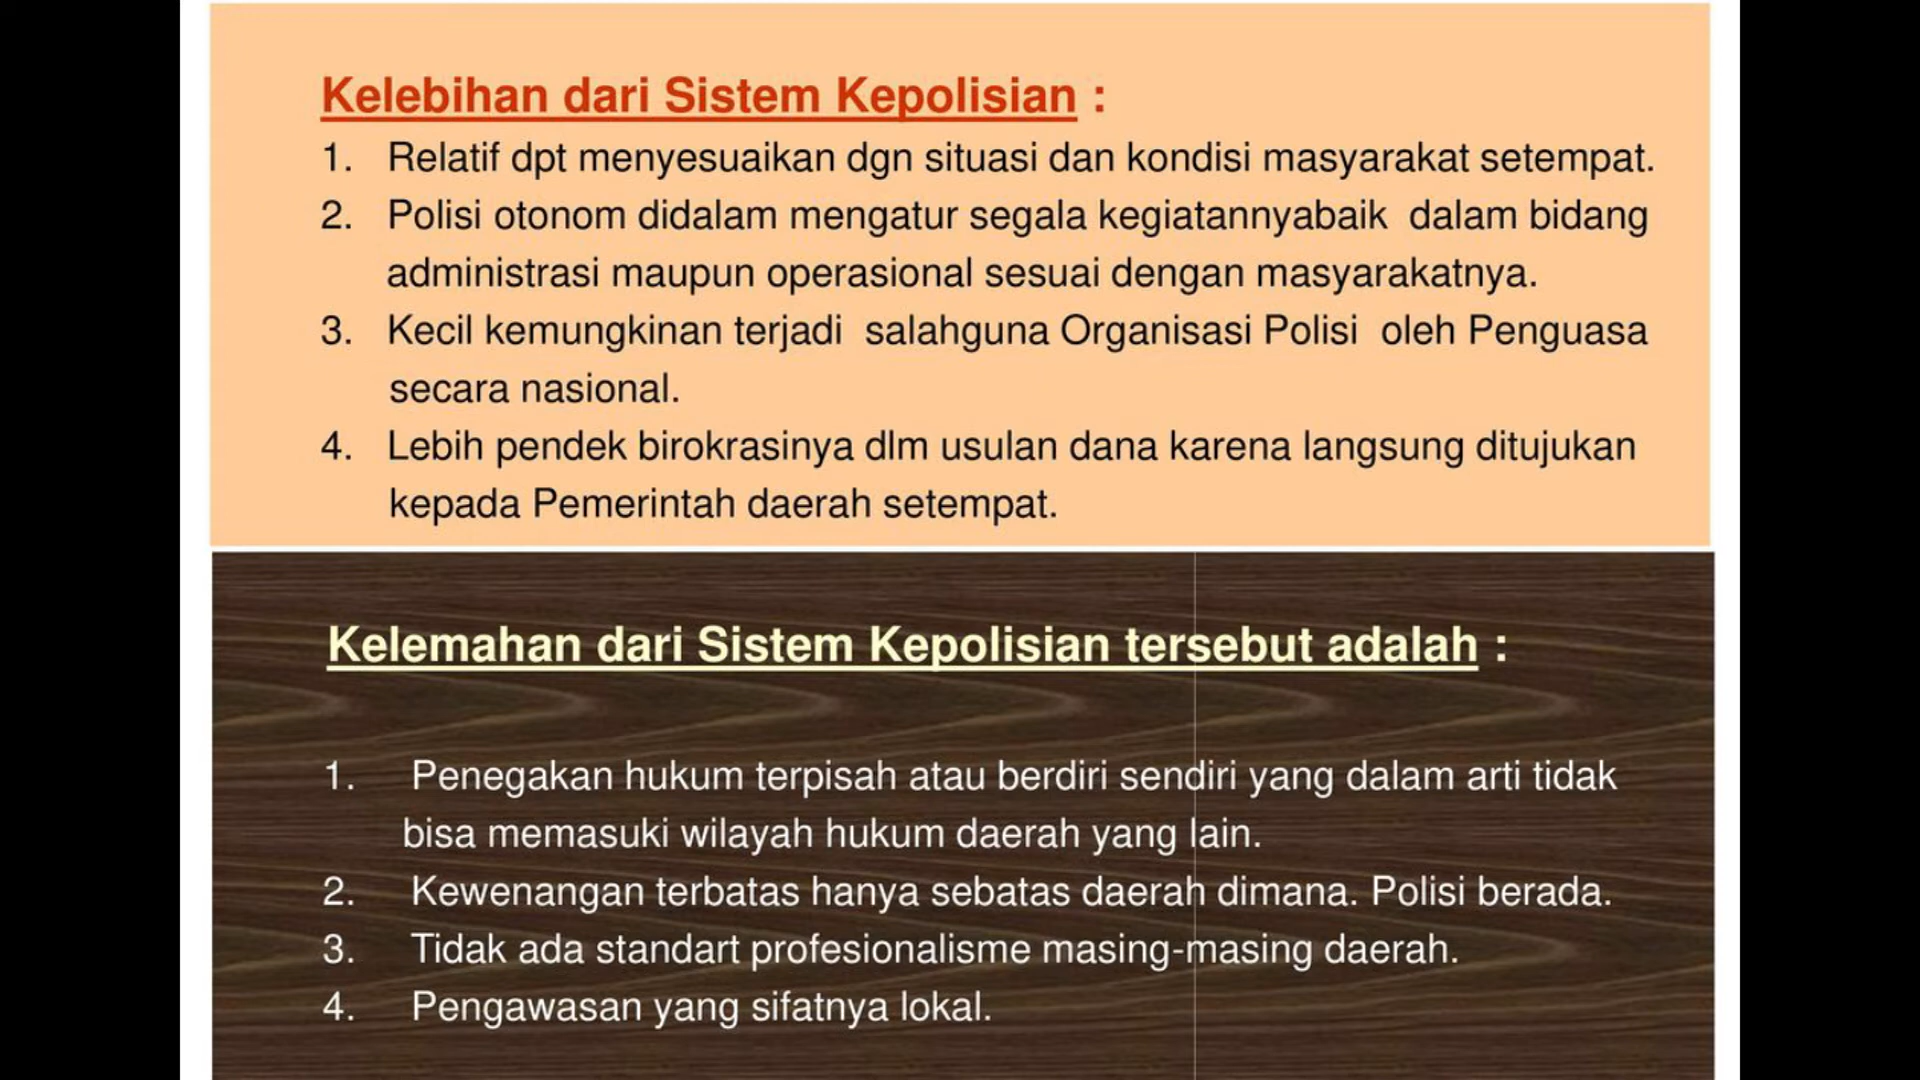 Kelebihan dari Sistem Kepolisian :
1. Relatif dpt menyesuaikan dgn situasi dan kondisi masyarakat setempat.
2. Polisi otonom didalam mengatur segala kegiatannyabaik dalam bidang
administrasi maupun operasional sesuai dengan masyarakatnya.
3. Kecil kemungkinan terjadi salahguna Organisasi Polisi oleh Penguasa
secara nasional.
4. Lebih pendek birokrasinya dlm usulan dana karena langsung ditujukan
kepada Pemerintah daerah setempat.
Kelemahan dari Sistem Kepolisian tersebut adalah :
1. Penegakan hukum terpisah atau berdiri sendiri yang dalam arti tidak
bisa memasuki wilayah hukum daerah yang lain.
2. Kewenangan terbatas hanya sebatas daerah dimana. Polisi berada.
3. Tidak ada standart profesionalisme masing-masing daerah.
4. Pengawasan yang sifatnya lokal.